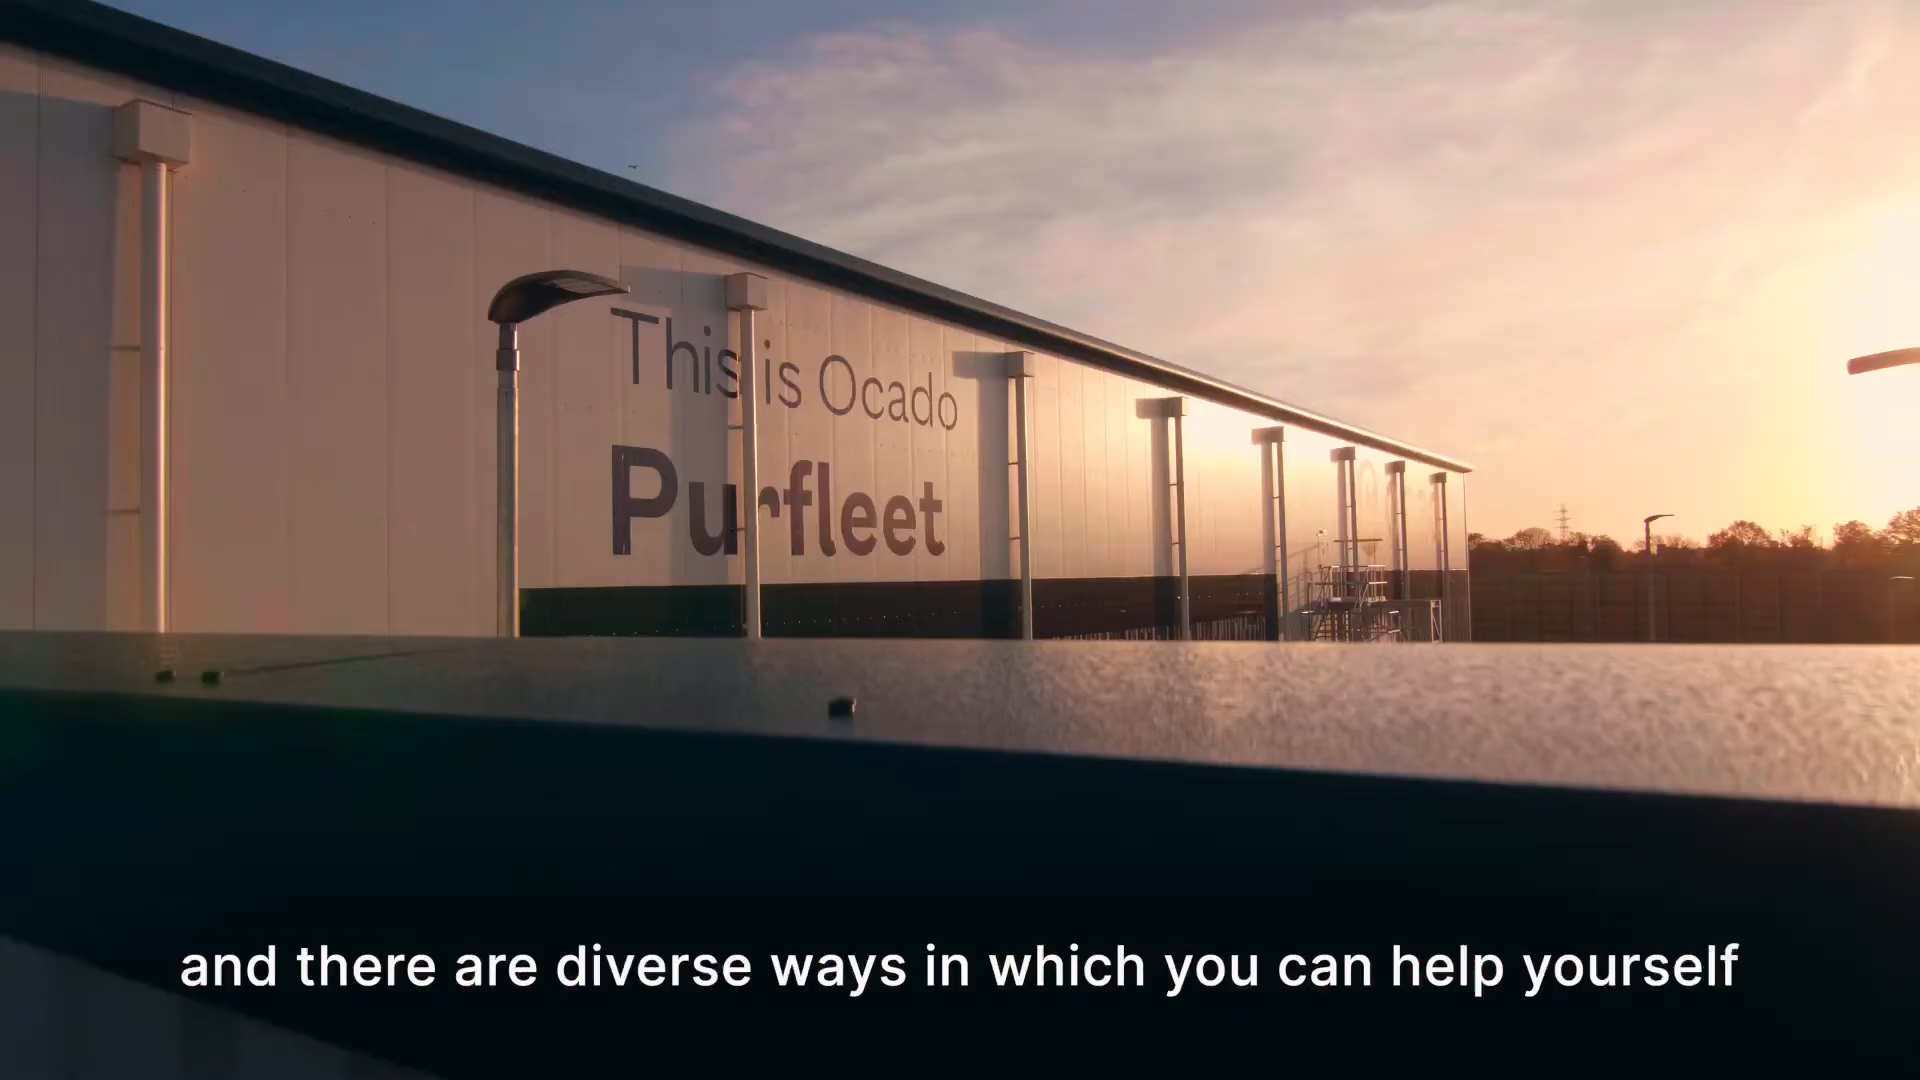 This is Ocado
Purfleet
and there are diverse ways in which you can help yourself